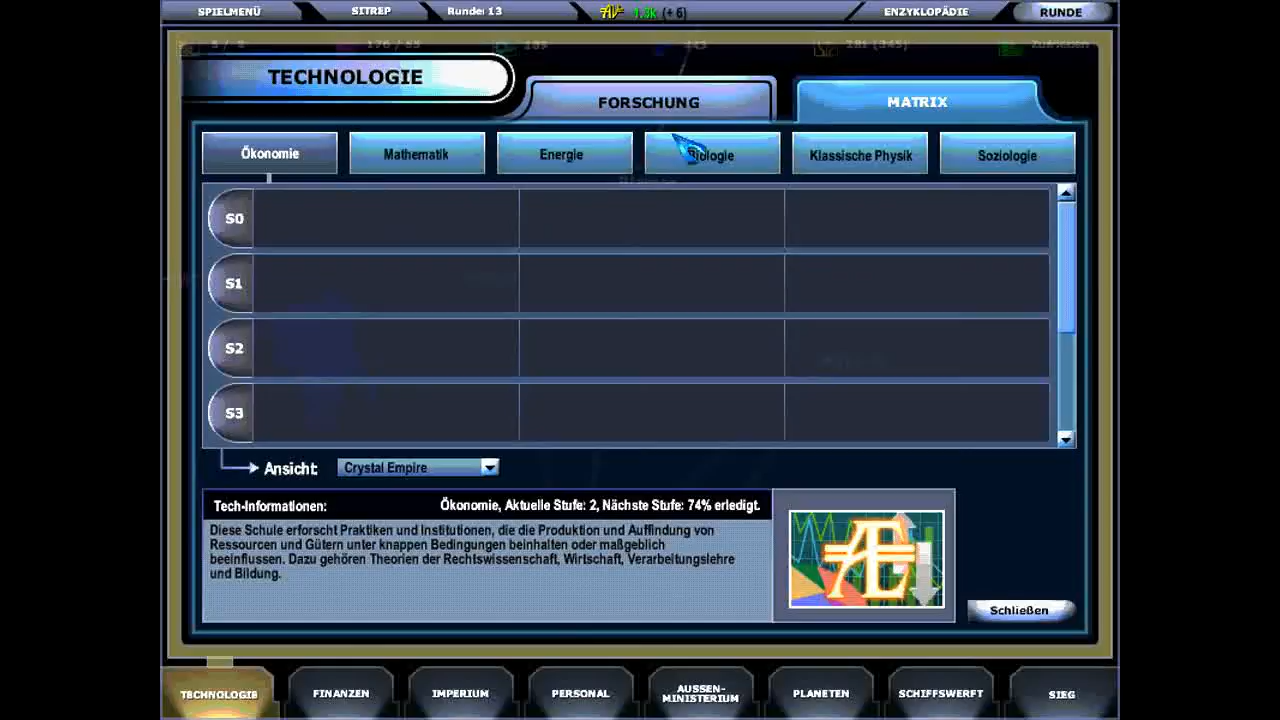 SPIELMENÜ SITREP Runde: 13 1.3k (+ 6) ENZYKLOPÄDIE RUNDE
TECHNOLOGIE
FORSCHUNG
MATRIX
Ökonomie Mathematik Energie Biologie Klassische Physik Soziologie
S0
S1
S2
S3
Ansicht: Crystal Empire
Tech-Informationen: Ökonomie, Aktuelle Stufe: 2, Nächste Stufe: 74% erledigt.
Diese Schule erforscht Praktiken und Institutionen, die die Produktion und Auffindung von
Ressourcen und Gütern unter knappen Bedingungen beinhalten oder maßgeblich
beeinflussen. Dazu gehören Theorien der Rechtswissenschaft, Wirtschaft, Verarbeitungslehre
und Bildung.
Schließen
TECHNOLOGIE FINANZEN IMPERIUM PERSONAL AUSSEN-
MINISTERIUM PLANETEN SCHIFFSWERFT SIEG